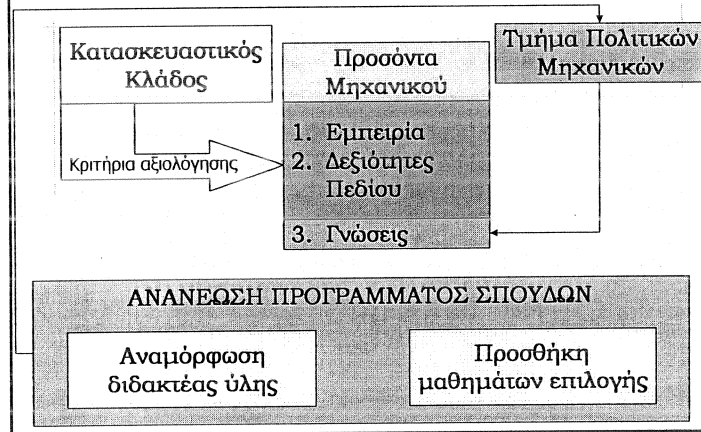 Κατασκευαστικός
Κλάδος
Κριτήρια αξιολόγησης
Προσόντα
Μηχανικού
1. Εμπειρία
2. Δεξιότητες
Πεδίου
3. Γνώσεις
Τμήμα Πολιτικών
Μηχανικών
ΑΝΑΝΕΩΣΗ ΠΡΟΓΡΑΜΜΑΤΟΣ ΣΠΟΥΔΩΝ
Αναμόρφωση
διδακτέας ύλης
Προσθήκη
μαθημάτων επιλογής